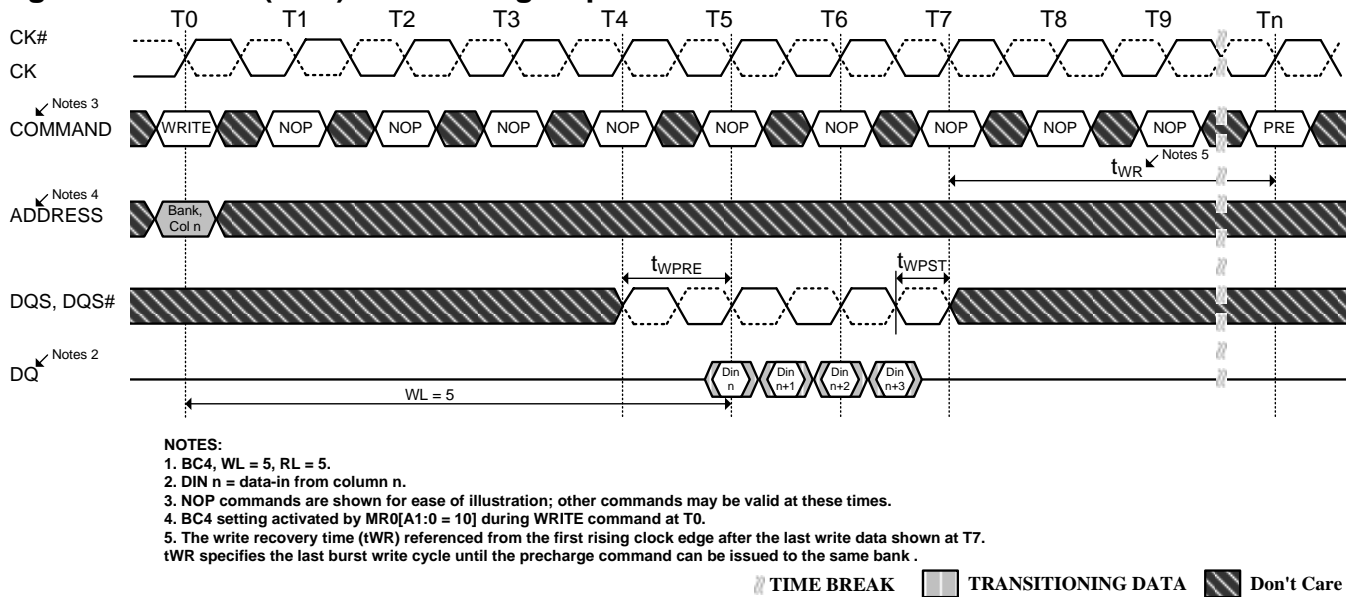 T0 T1 T2 T3 T4 T5 T6 T7 T8 T9 Tn
CK#
CK
Notes 3
COMMAND
WRITE NOP NOP NOP NOP NOP NOP NOP NOP NOP PRE
tWR Notes 5
Notes 4
ADDRESS
Bank,
Col n
tWPRE tWPST
DQS, DQS#
Notes 2
DQ
Din Din Din Din
n n+1 n+2 n+3
WL = 5
NOTES:
1. BC4, WL = 5, RL = 5.
2. DIN n = data-in from column n.
3. NOP commands are shown for ease of illustration; other commands may be valid at these times.
4. BC4 setting activated by MR0[A1:0 = 10] during WRITE command at T0.
5. The write recovery time (tWR) referenced from the first rising clock edge after the last write data shown at T7.
tWR specifies the last burst write cycle until the precharge command can be issued to the same bank .
TIME BREAK TRANSITIONING DATA Don't Care